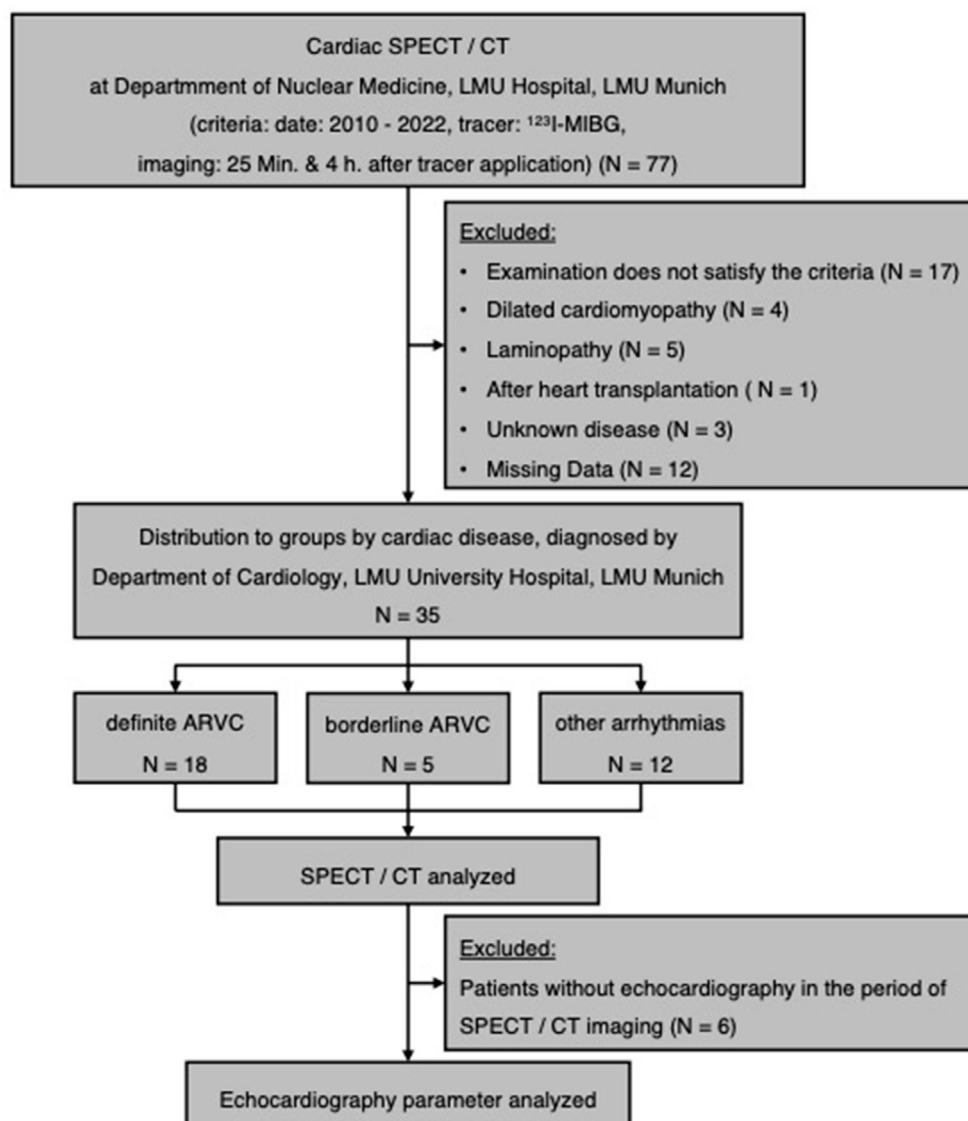 Cardiac SPECT / CT
at Departmment of Nuclear Medicine, LMU Hospital, LMU Munich
(criteria: date: 2010 - 2022, tracer: ¹²³I-MIBG,
imaging: 25 Min. & 4 h. after tracer application) (N = 77)
Excluded:
• Examination does not satisfy the criteria (N = 17)
• Dilated cardiomyopathy (N = 4)
• Laminopathy (N = 5)
• After heart transplantation ( N = 1)
• Unknown disease (N = 3)
• Missing Data (N = 12)
Distribution to groups by cardiac disease, diagnosed by
Department of Cardiology, LMU University Hospital, LMU Munich
N = 35
definite ARVC
N = 18
borderline ARVC
N = 5
other arrhythmias
N = 12
SPECT / CT analyzed
Excluded:
Patients without echocardiography in the period of
SPECT / CT imaging (N = 6)
Echocardiography parameter analyzed